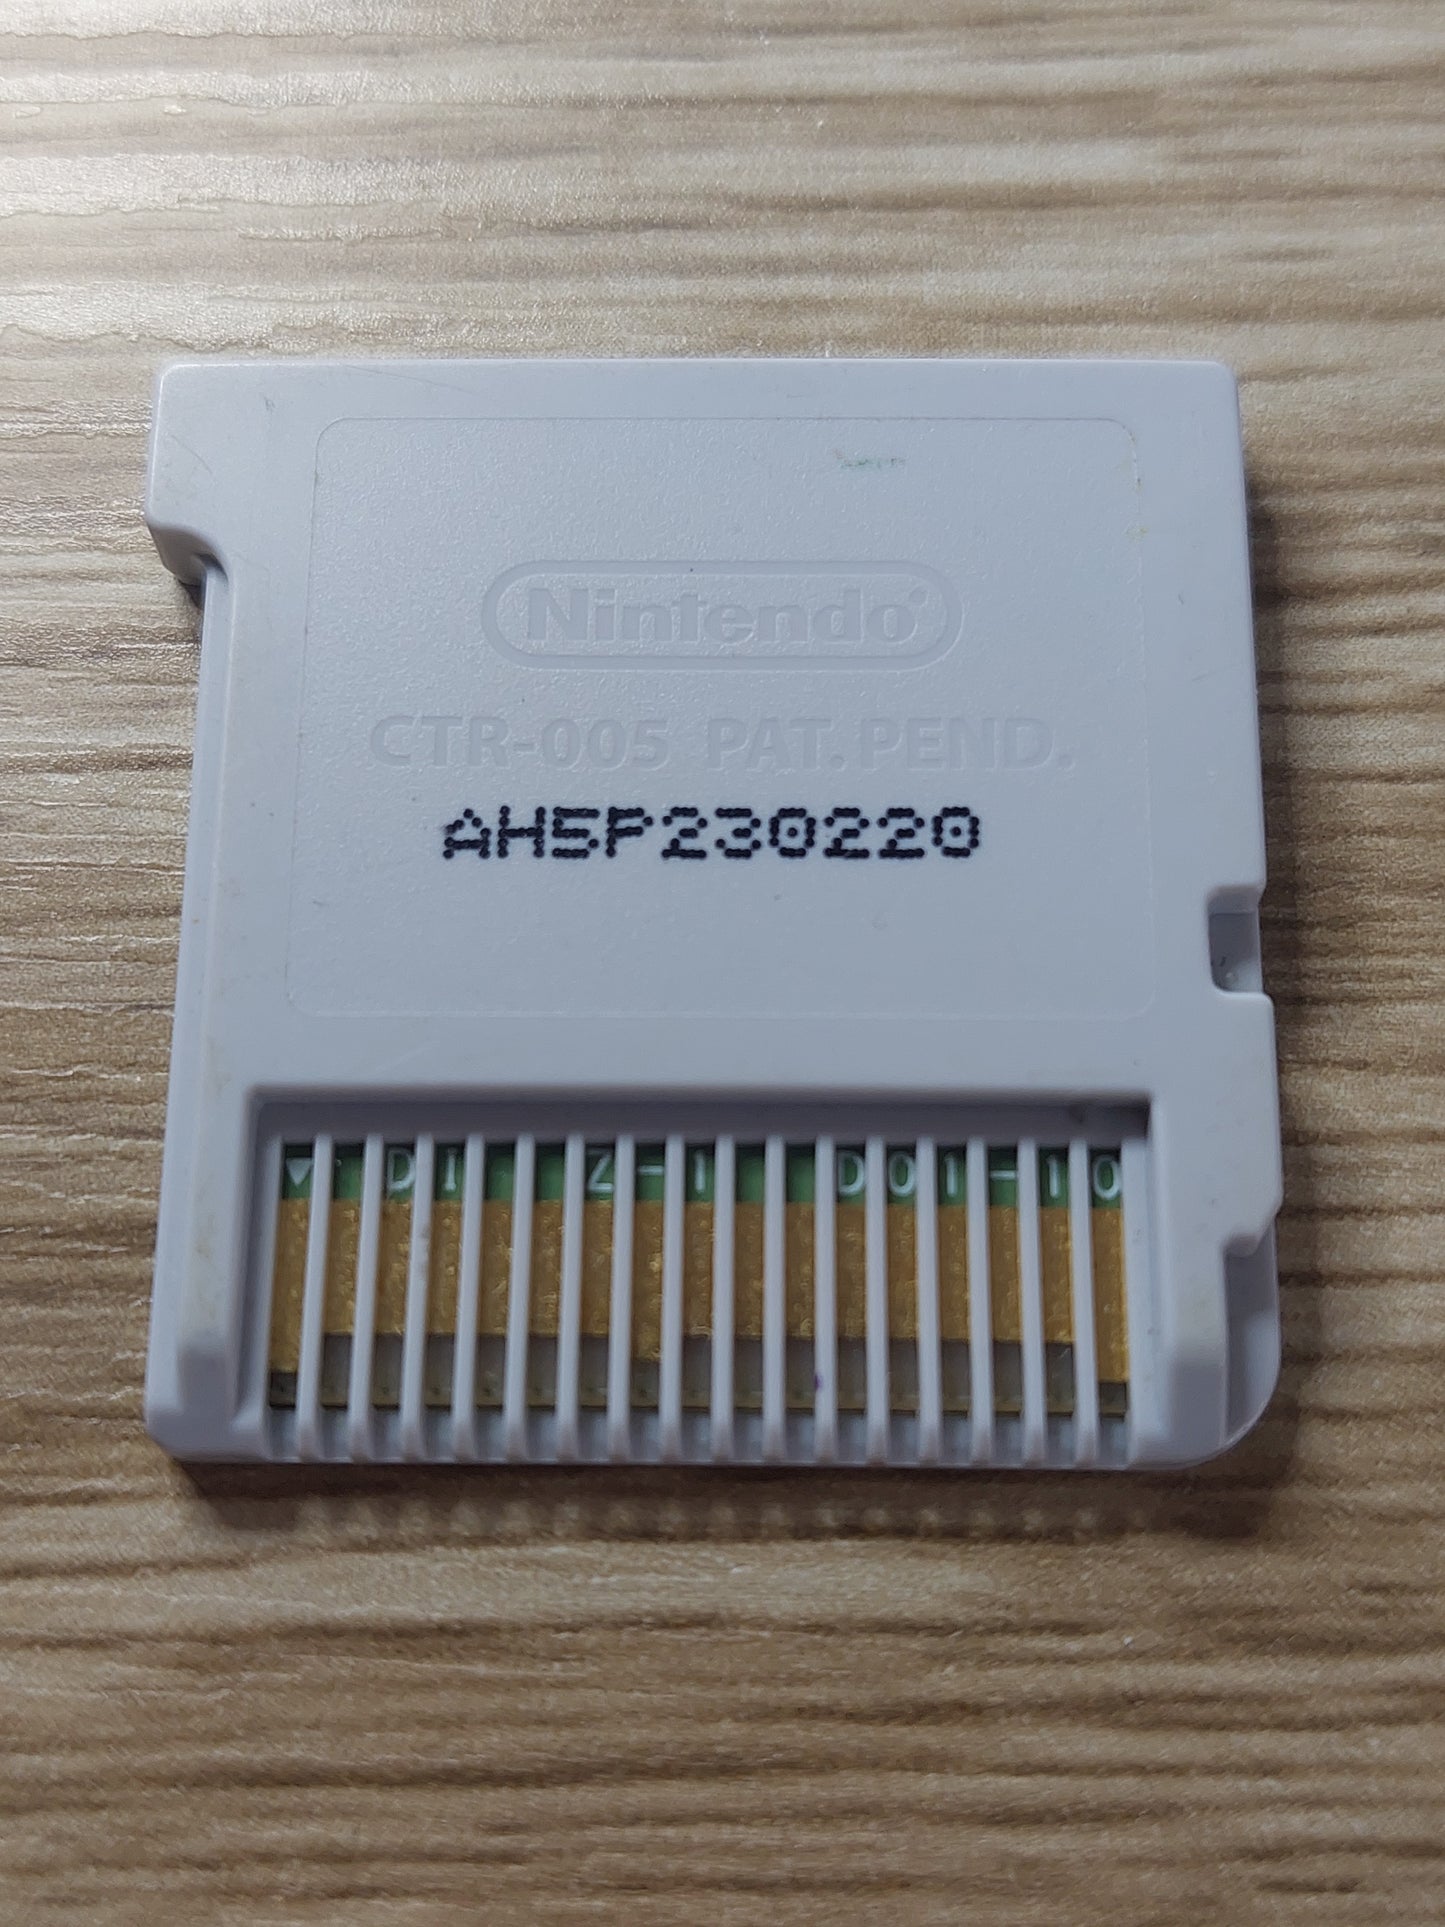 Nintendo
CTR-005 PAT.PEND.
AH5P230220
▼ DI Z-1 D01-10